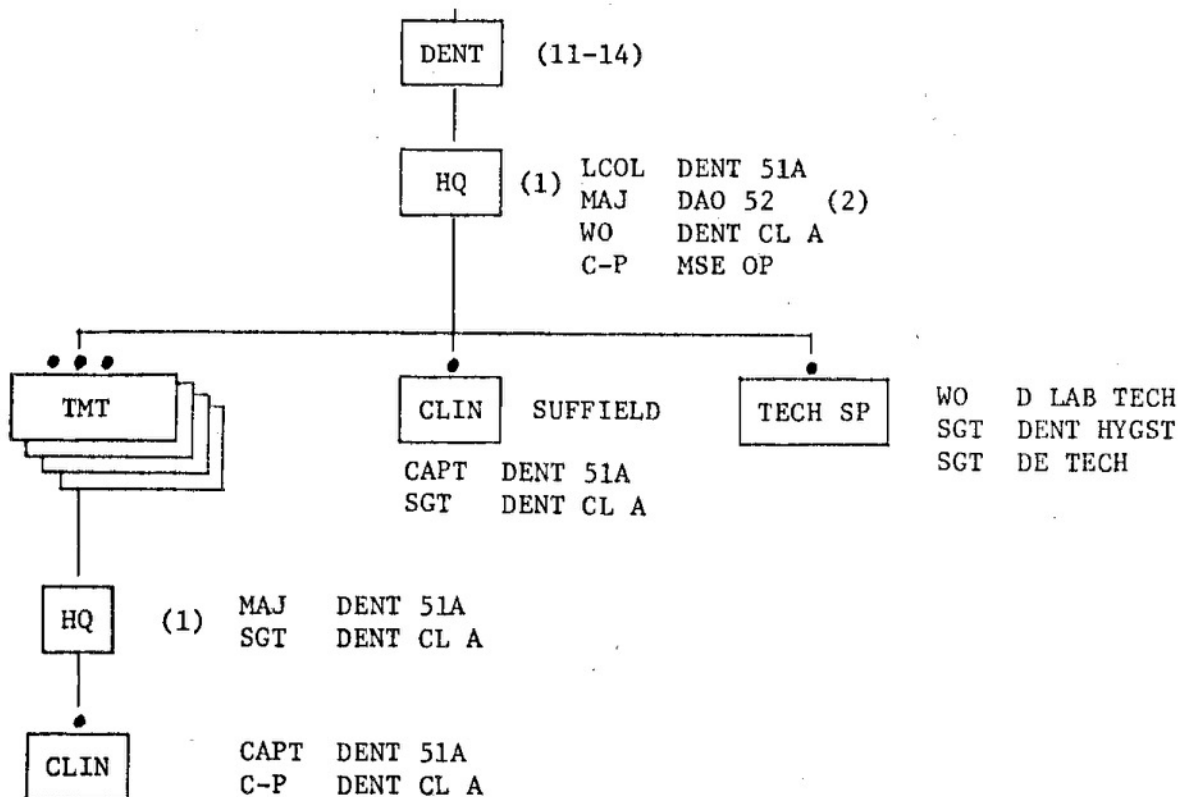 DENT (11-14)
HQ (1) LCOL DENT 51A
MAJ DAO 52 (2)
WO DENT CL A
C-P MSE OP
TMT
CLIN SUFFIELD
CAPT DENT 51A
SGT DENT CL A
TECH SP
WO D LAB TECH
SGT DENT HYGST
SGT DE TECH
HQ (1) MAJ DENT 51A
SGT DENT CL A
CLIN CAPT DENT 51A
C-P DENT CL A